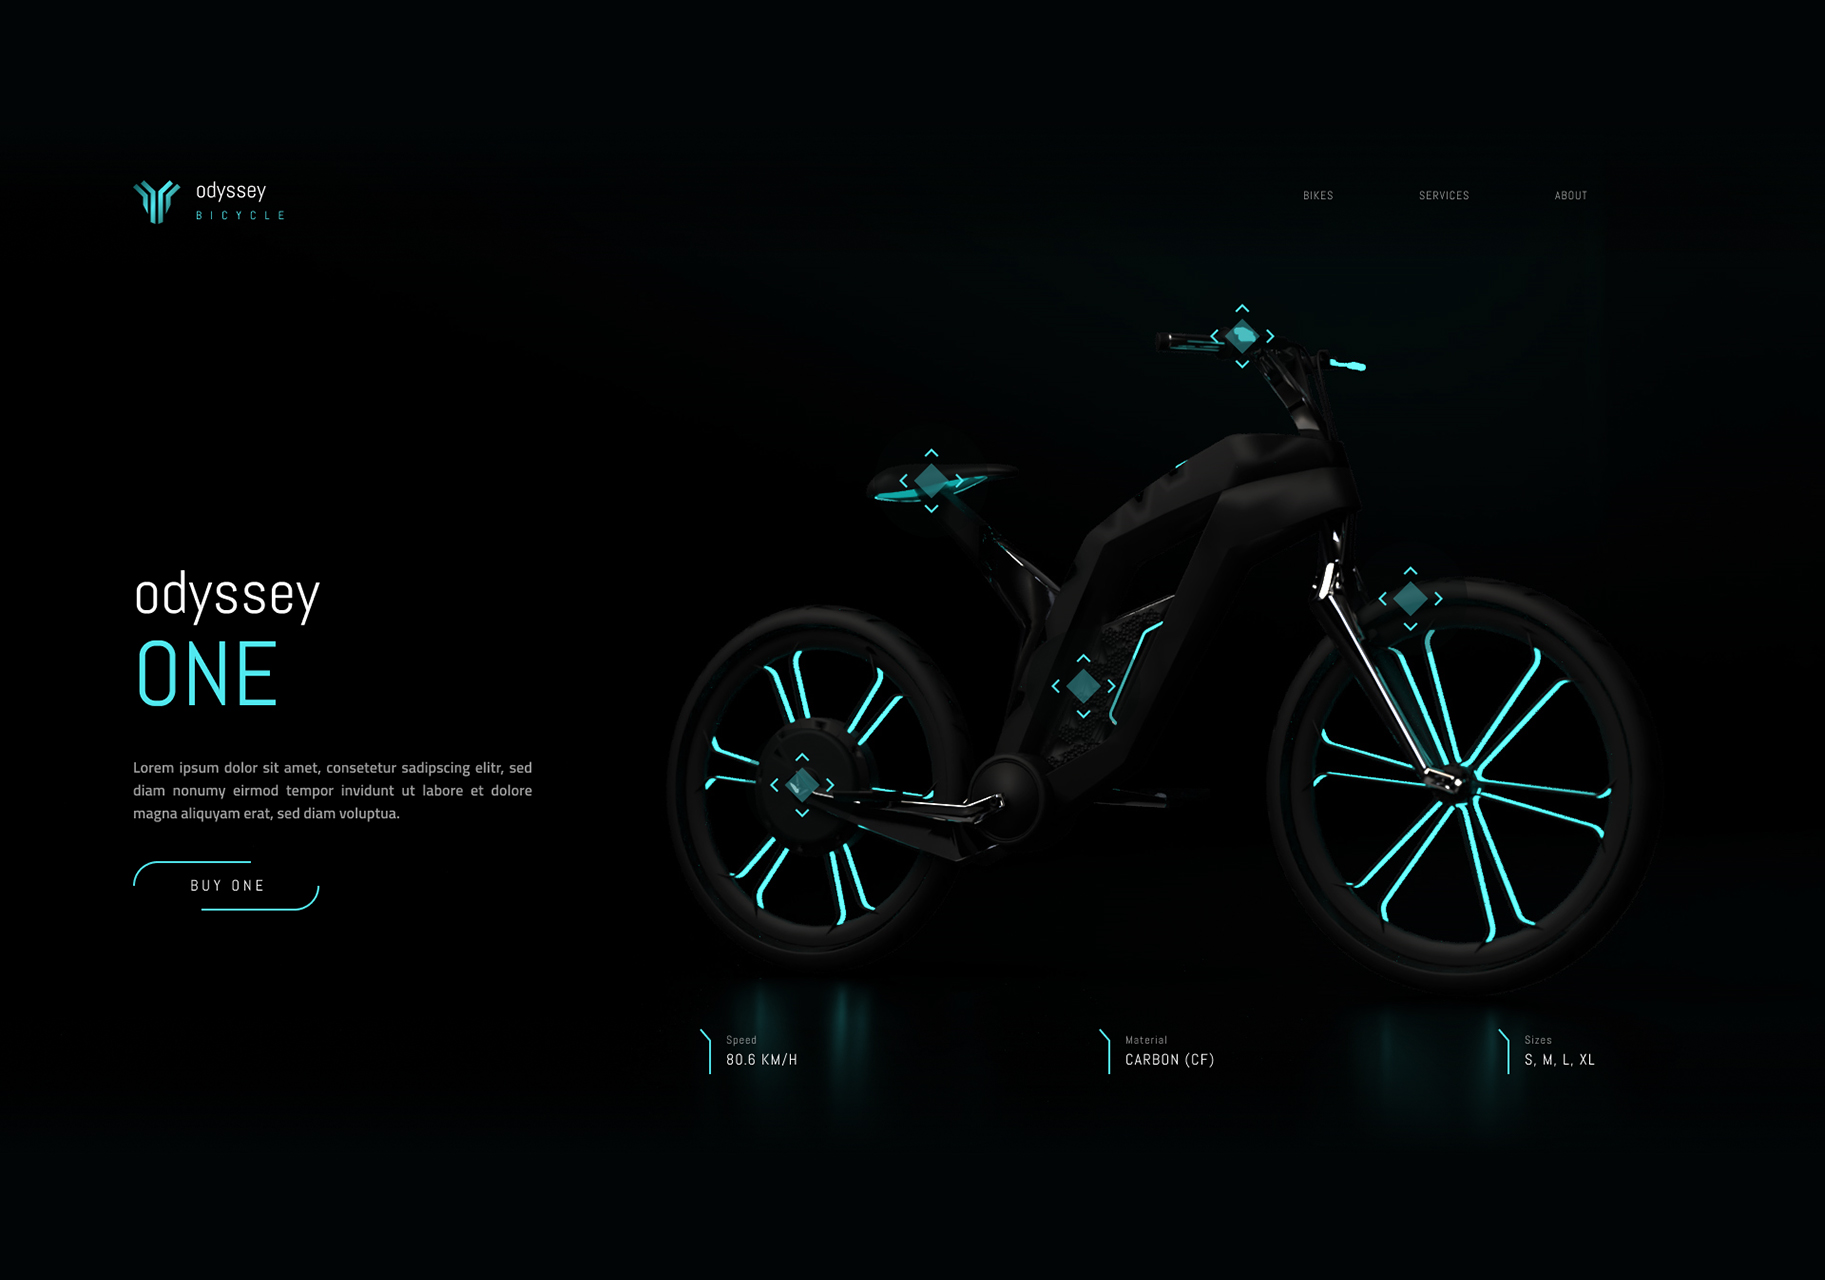 odyssey
BICYCLE
BIKES
SERVICES
ABOUT
odyssey
ONE
Lorem ipsum dolor sit amet, consetetur sadipscing elitr, sed
diam nonumy eirmod tempor invidunt ut labore et dolore
magna aliquyam erat, sed diam voluptua.
BUY ONE
Speed
80.6 KM/H
Material
CARBON (CF)
Sizes
S, M, L, XL